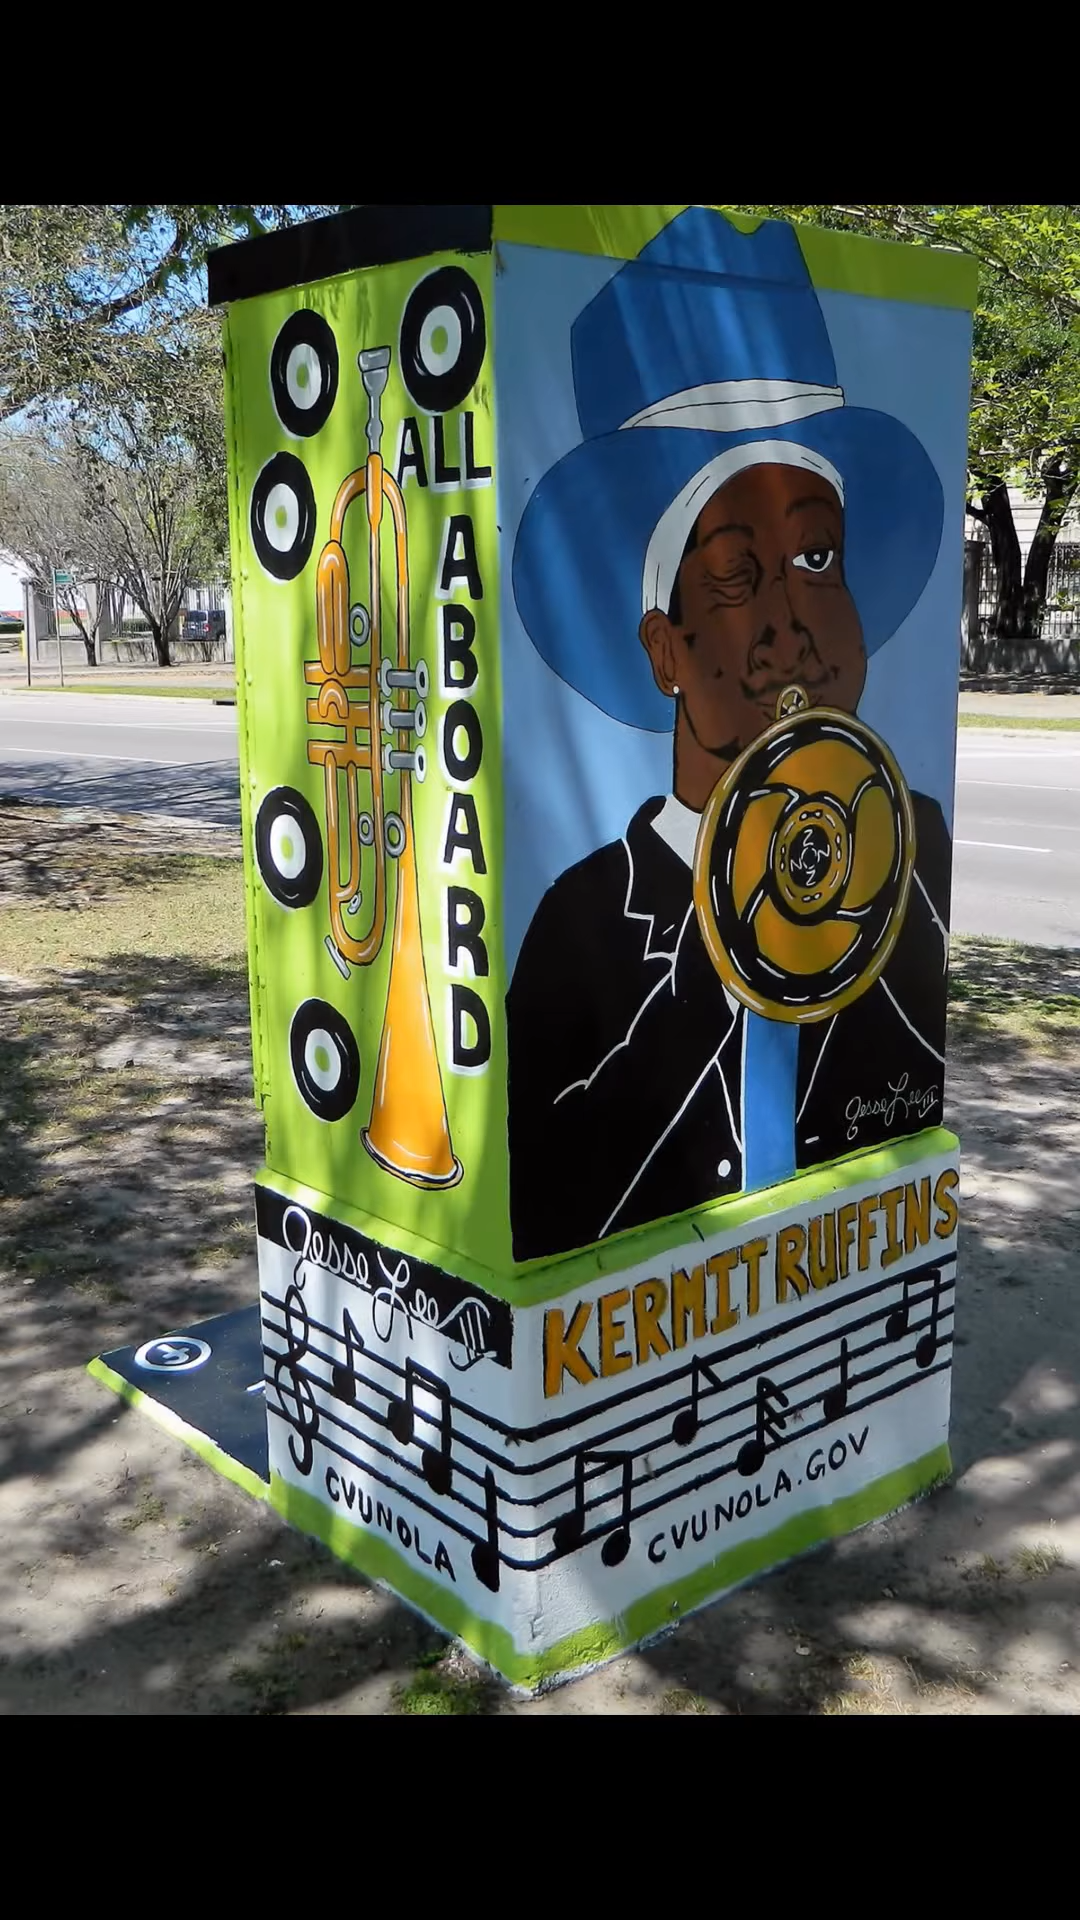 ALL
ABOARD
Jesse Lee III
KERMIT RUFFINS
Jesse Lee III
CVUNOLA
CVUNOLA.GOV